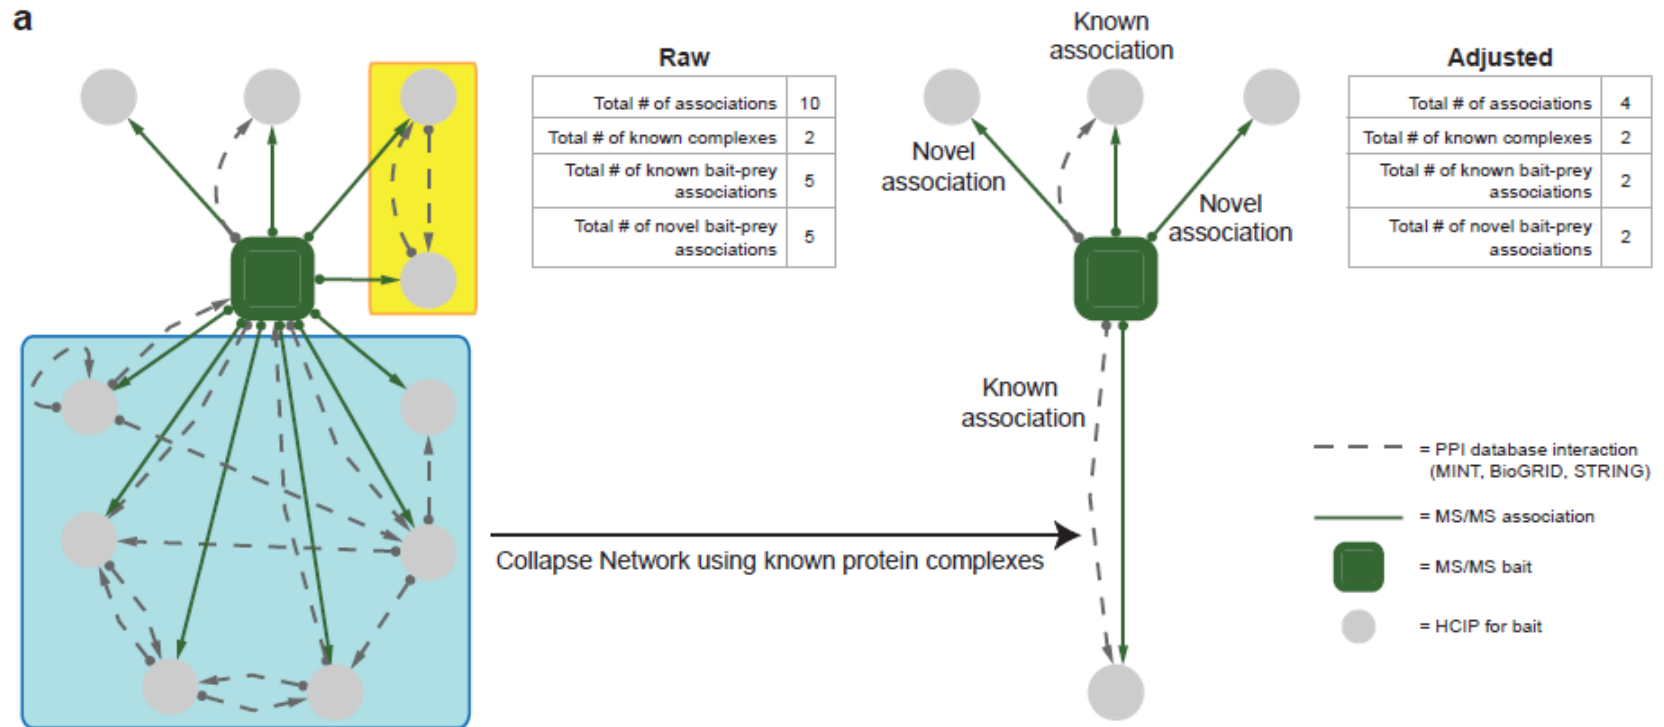 a
Raw
Total # of associations 10
Total # of known complexes 2
Total # of known bait-prey
associations 5
Total # of novel bait-prey
associations 5
Known
association
Novel
association
Novel
association
Known
association
Adjusted
Total # of associations 4
Total # of known complexes 2
Total # of known bait-prey
associations 2
Total # of novel bait-prey
associations 2
Collapse Network using known protein complexes
= PPI database interaction
(MINT, BioGRID, STRING)
= MS/MS association
= MS/MS bait
= HCIP for bait